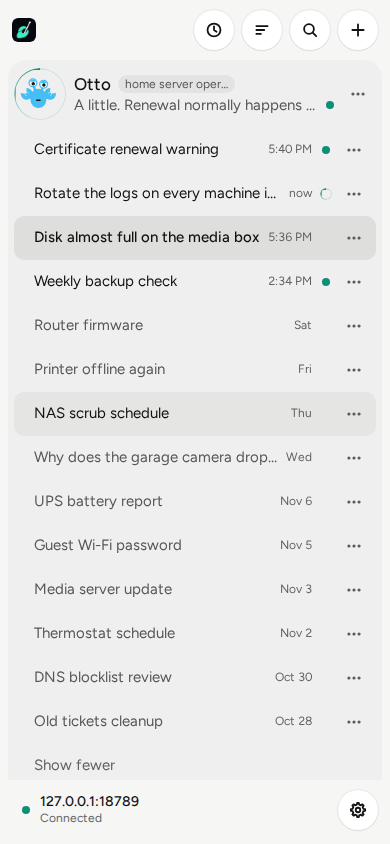 Otto home server oper...
A little. Renewal normally happens ...
Certificate renewal warning 5:40 PM
Rotate the logs on every machine i... now
Disk almost full on the media box 5:36 PM
Weekly backup check 2:34 PM
Router firmware Sat
Printer offline again Fri
NAS scrub schedule Thu
Why does the garage camera drop... Wed
UPS battery report Nov 6
Guest Wi-Fi password Nov 5
Media server update Nov 3
Thermostat schedule Nov 2
DNS blocklist review Oct 30
Old tickets cleanup Oct 28
Show fewer
127.0.0.1:18789
Connected